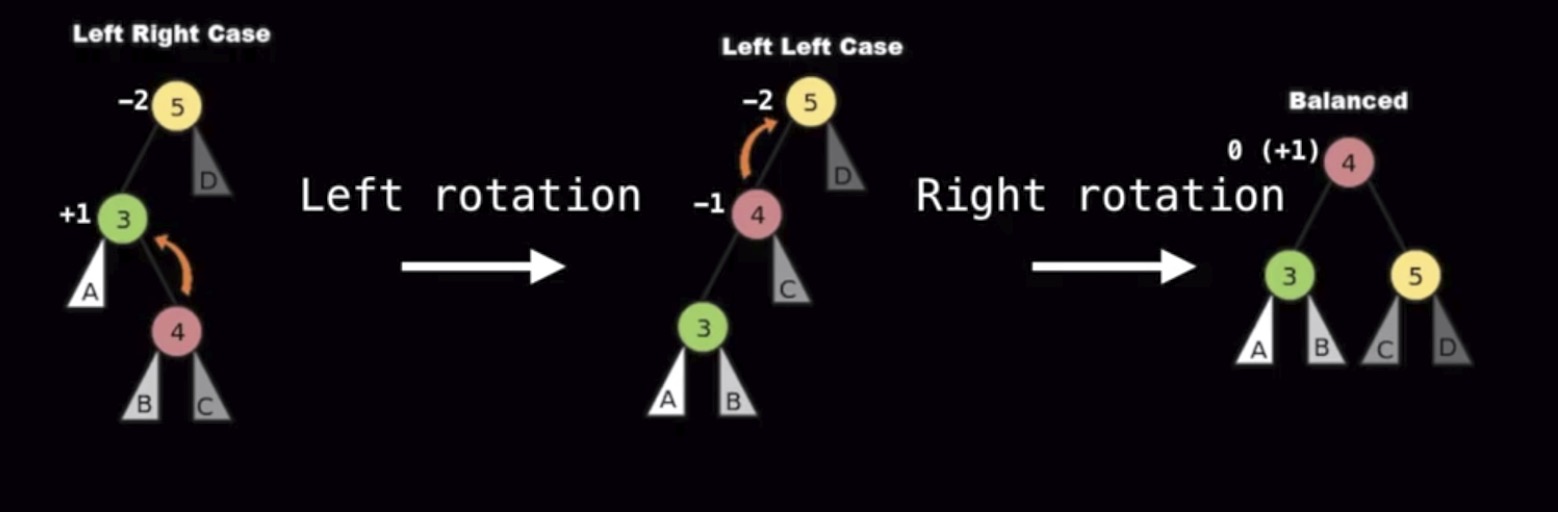 Left Right Case
−2
5
D
+1
3
A
4
B
C
Left rotation
Left Left Case
−2
5
D
−1
4
C
3
A
B
Right rotation
Balanced
0 (+1)
4
3
5
A
B
C
D